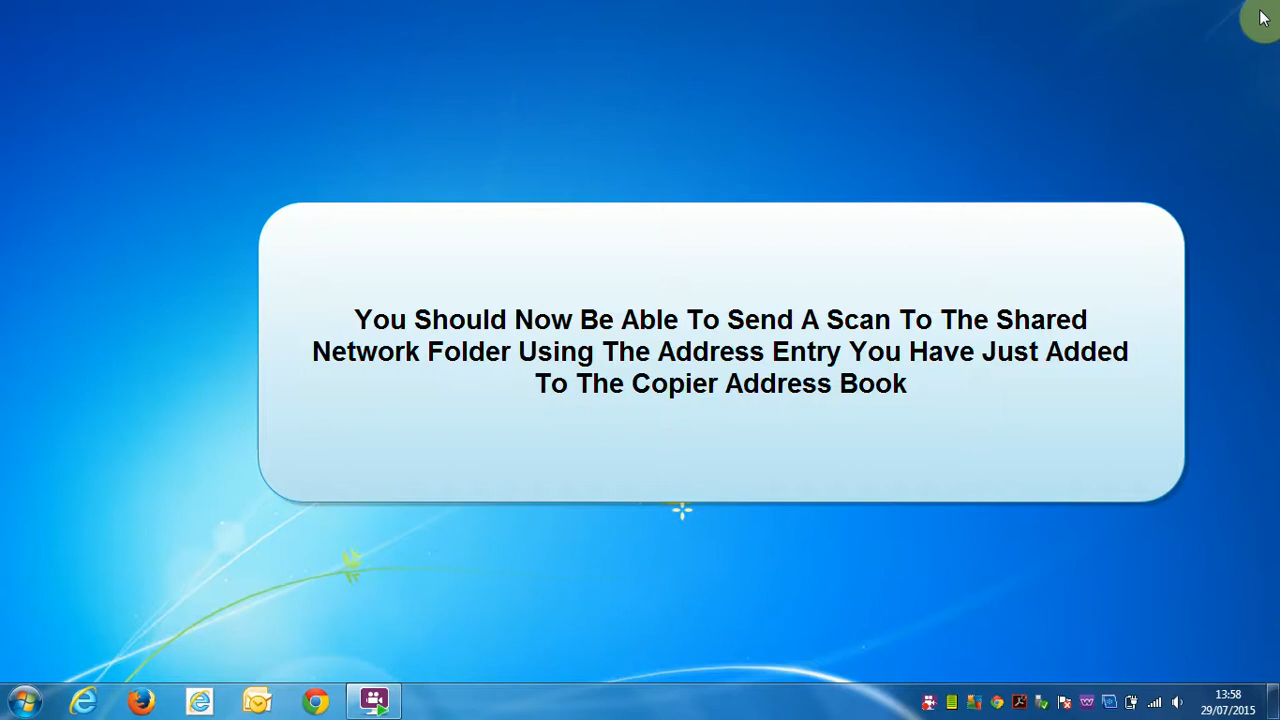 You Should Now Be Able To Send A Scan To The Shared
Network Folder Using The Address Entry You Have Just Added
To The Copier Address Book
13:58
29/07/2015